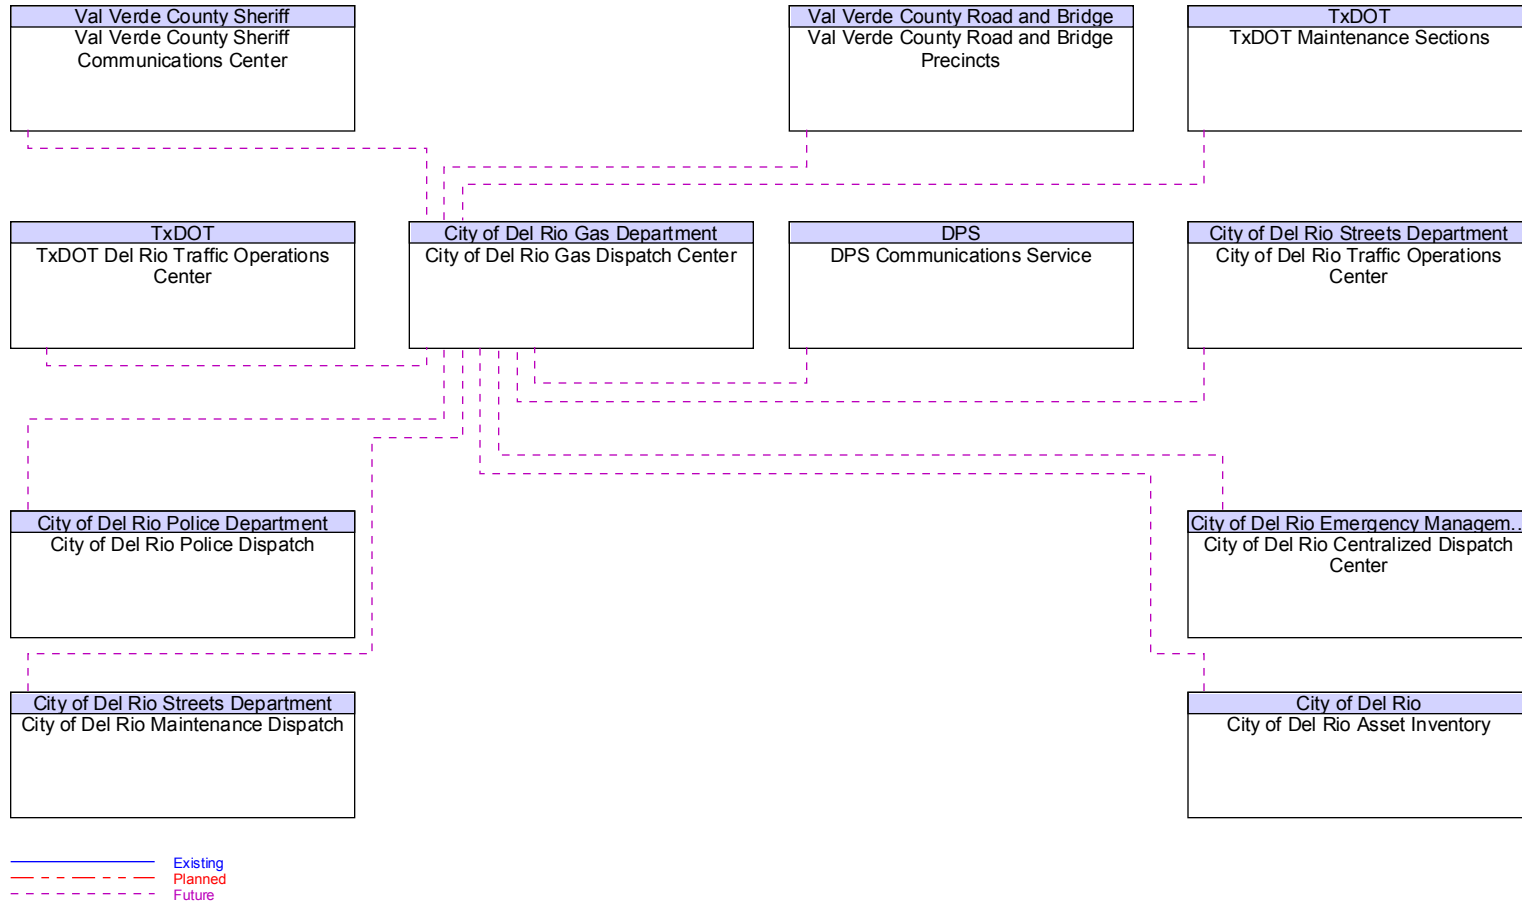 Val Verde County Sheriff
Val Verde County Sheriff
Communications Center
Val Verde County Road and Bridge
Val Verde County Road and Bridge
Precincts
TxDOT
TxDOT Maintenance Sections
TxDOT
TxDOT Del Rio Traffic Operations
Center
City of Del Rio Gas Department
City of Del Rio Gas Dispatch Center
DPS
DPS Communications Service
City of Del Rio Streets Department
City of Del Rio Traffic Operations
Center
City of Del Rio Police Department
City of Del Rio Police Dispatch
City of Del Rio Emergency Managem..
City of Del Rio Centralized Dispatch
Center
City of Del Rio Streets Department
City of Del Rio Maintenance Dispatch
City of Del Rio
City of Del Rio Asset Inventory
Existing
Planned
Future